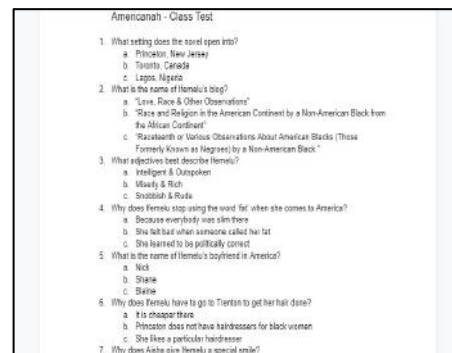 Americanah - Class Test
1. What setting does the novel open into?
a. Princeton, New Jersey
b. Toronto, Canada
c. Lagos, Nigeria
2. What is the name of Ifemelu's blog?
a. "Love, Race & Other Observations"
b. "Race and Religion in the American Continent by a Non-American Black from
the African Continent"
c. "Raceteenth or Various Observations About American Blacks (Those
Formerly Known as Negroes) by a Non-American Black "
3. What adjectives best describe Ifemelu?
a. Intelligent & Outspoken
b. Miserly & Rich
c. Snobbish & Rude
4. Why does Ifemelu stop using the word 'fat' when she comes to America?
a. Because everybody was slim there
b. She felt bad when someone called her fat
c. She learned to be politically correct
5. What is the name of Ifemelu's boyfriend in America?
a. Nick
b. Shane
c. Blaine
6. Why does Ifemelu have to go to Trenton to get her hair done?
a. It is cheaper there
b. Princeton does not have hairdressers for black women
c. She likes a particular hairdresser
7. Why does Aisha give Ifemelu a special smile?